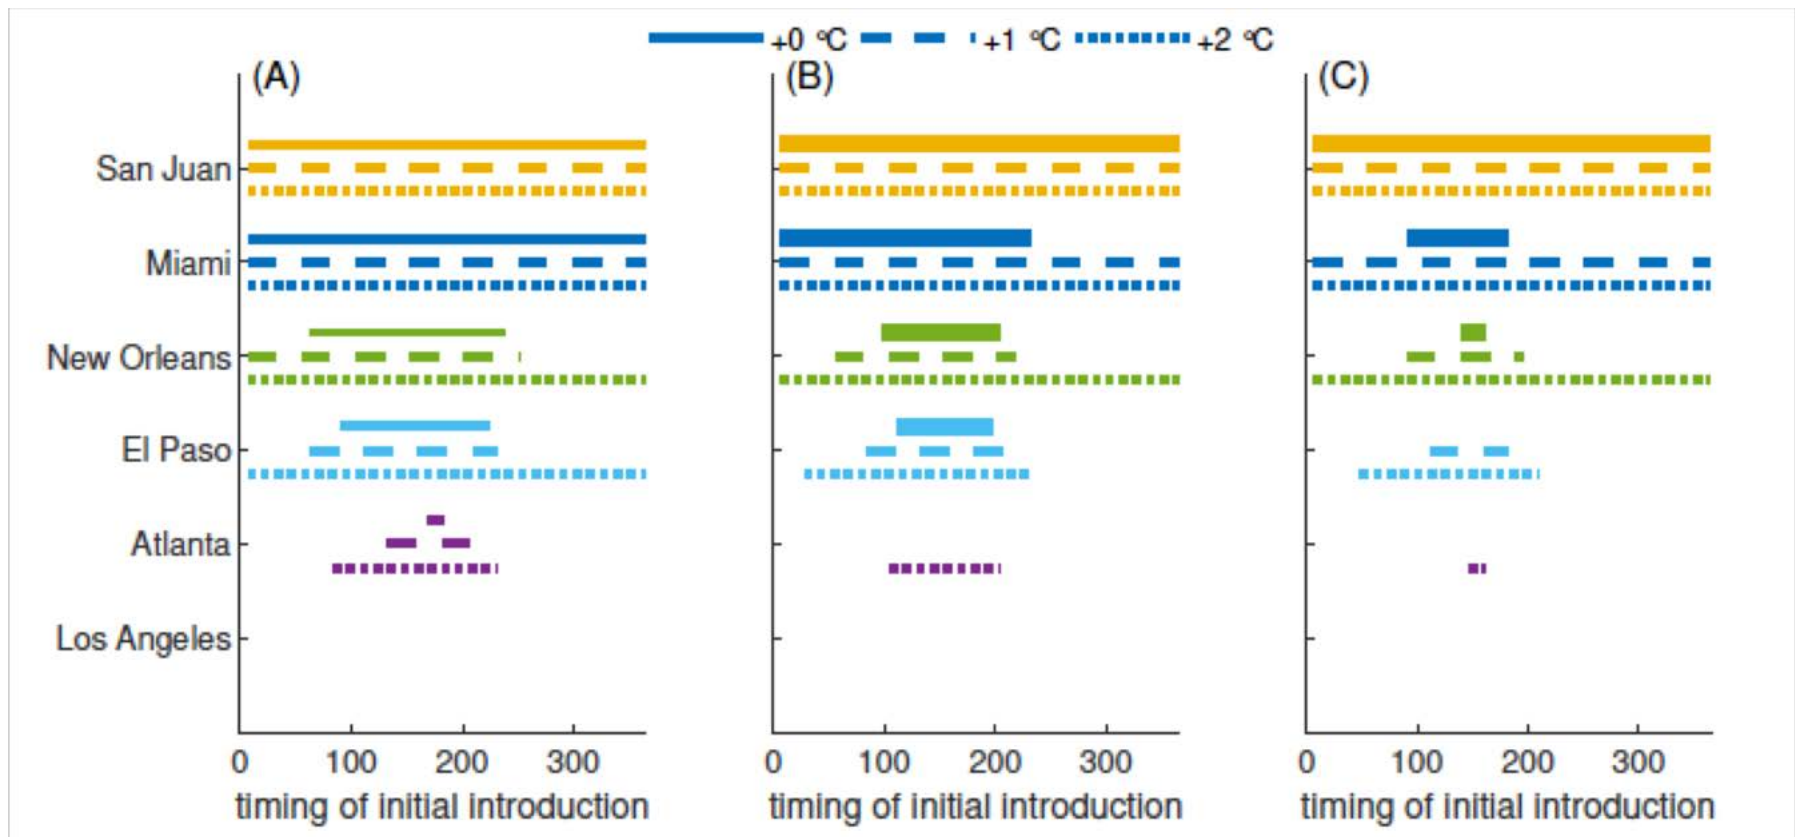 +0 °C +1 °C +2 °C
(A) (B) (C)
San Juan
Miami
New Orleans
El Paso
Atlanta
Los Angeles
0 100 200 300 0 100 200 300 0 100 200 300
timing of initial introduction timing of initial introduction timing of initial introduction